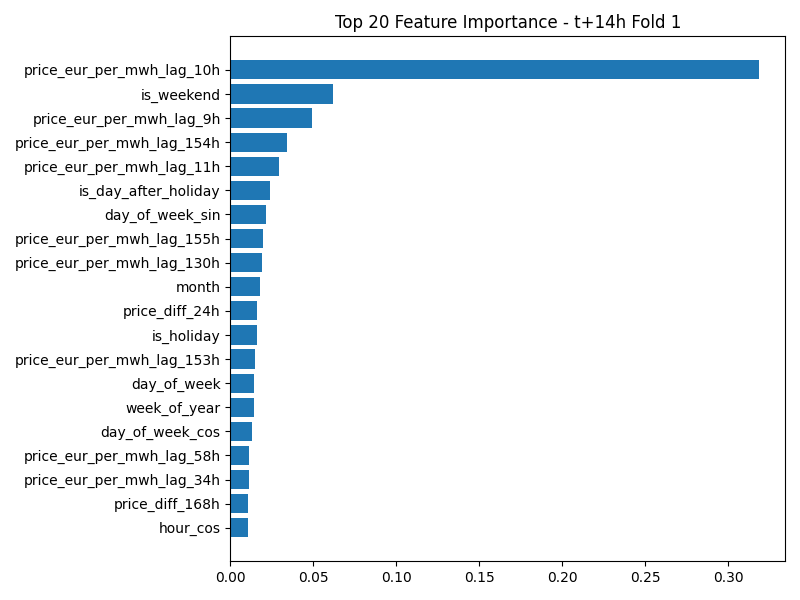 Top 20 Feature Importance - t+14h Fold 1
price_eur_per_mwh_lag_10h
is_weekend
price_eur_per_mwh_lag_9h
price_eur_per_mwh_lag_154h
price_eur_per_mwh_lag_11h
is_day_after_holiday
day_of_week_sin
price_eur_per_mwh_lag_155h
price_eur_per_mwh_lag_130h
month
price_diff_24h
is_holiday
price_eur_per_mwh_lag_153h
day_of_week
week_of_year
day_of_week_cos
price_eur_per_mwh_lag_58h
price_eur_per_mwh_lag_34h
price_diff_168h
hour_cos
0.00 0.05 0.10 0.15 0.20 0.25 0.30